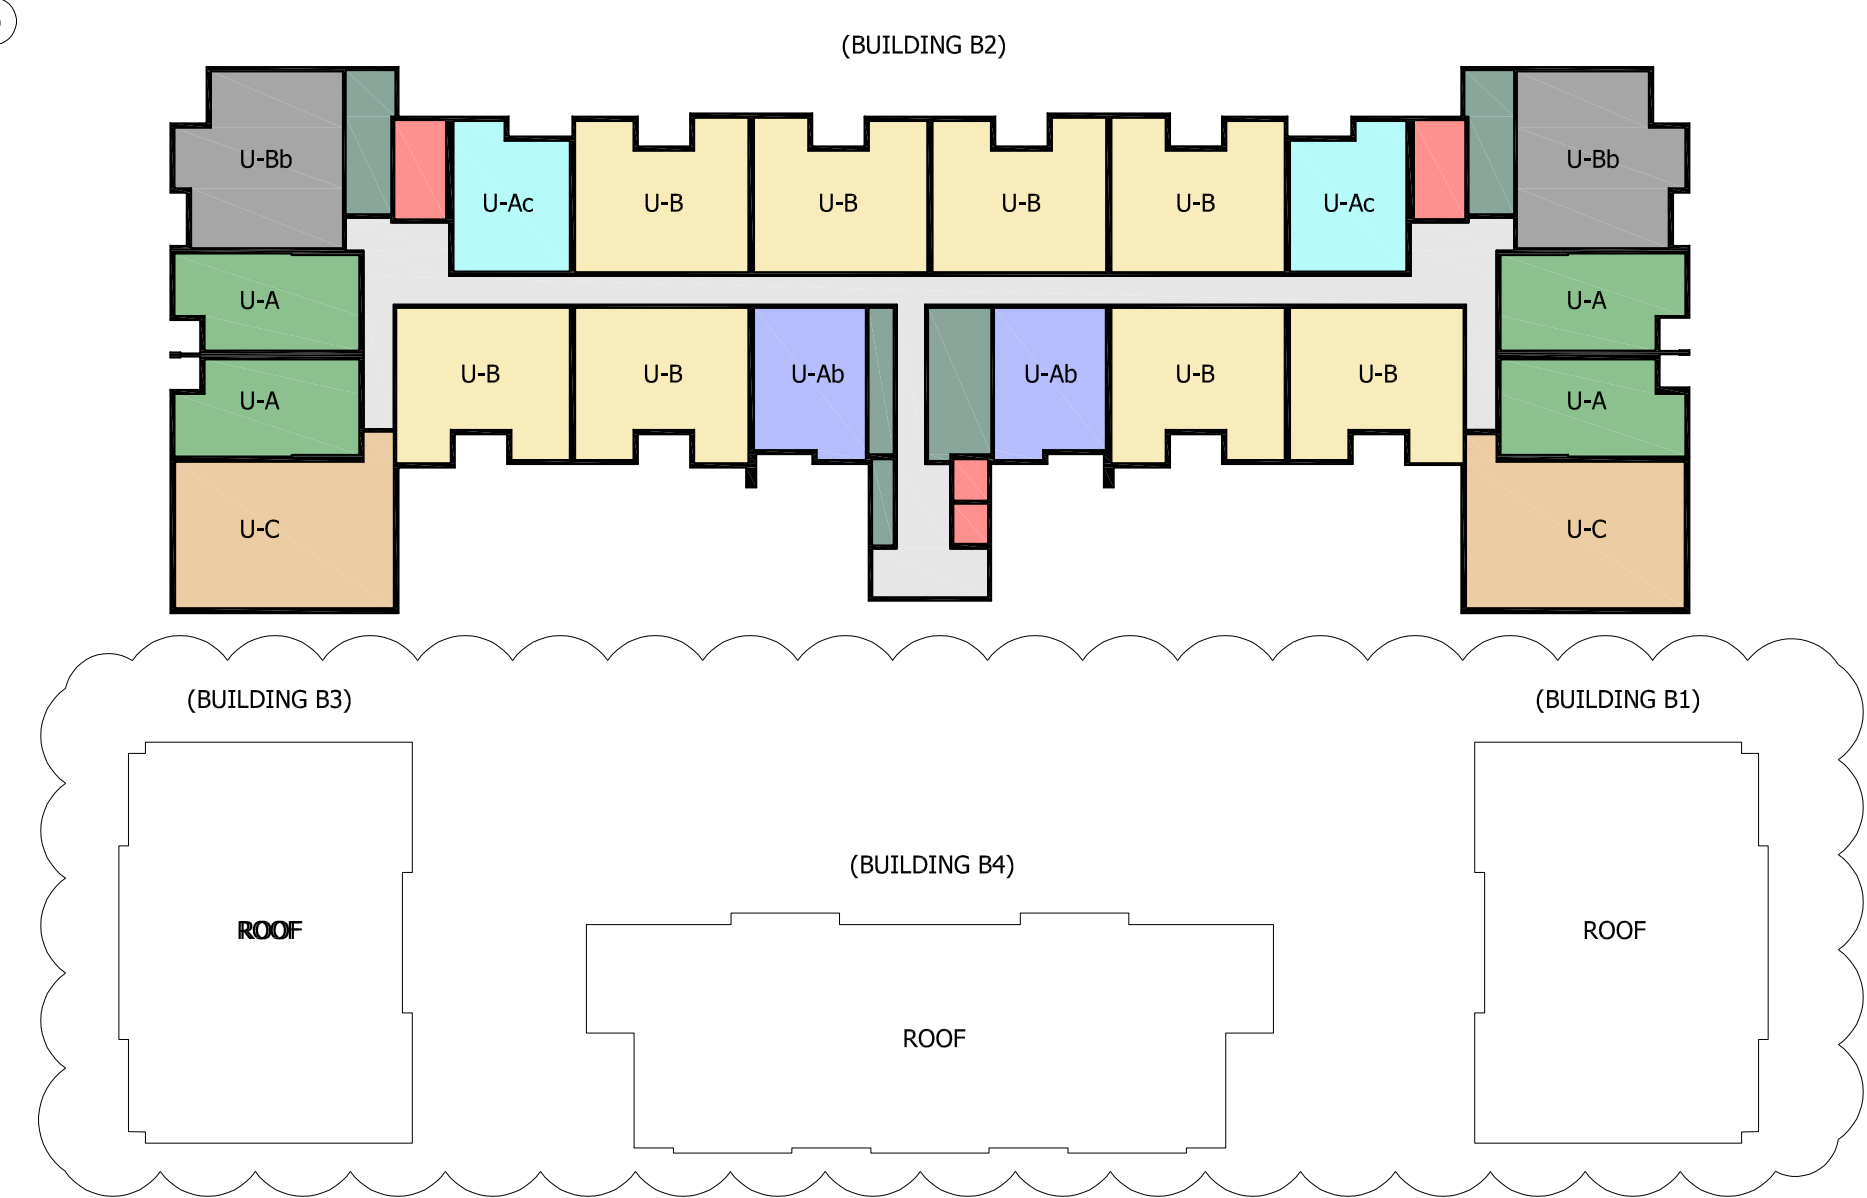 (BUILDING B2)
U-Bb
U-Bb
U-Ac
U-B
U-B
U-B
U-B
U-Ac
U-A
U-A
U-B
U-B
U-Ab
U-Ab
U-B
U-B
U-A
U-A
U-C
U-C
(BUILDING B3)
(BUILDING B1)
(BUILDING B4)
ROOF
ROOF
ROOF